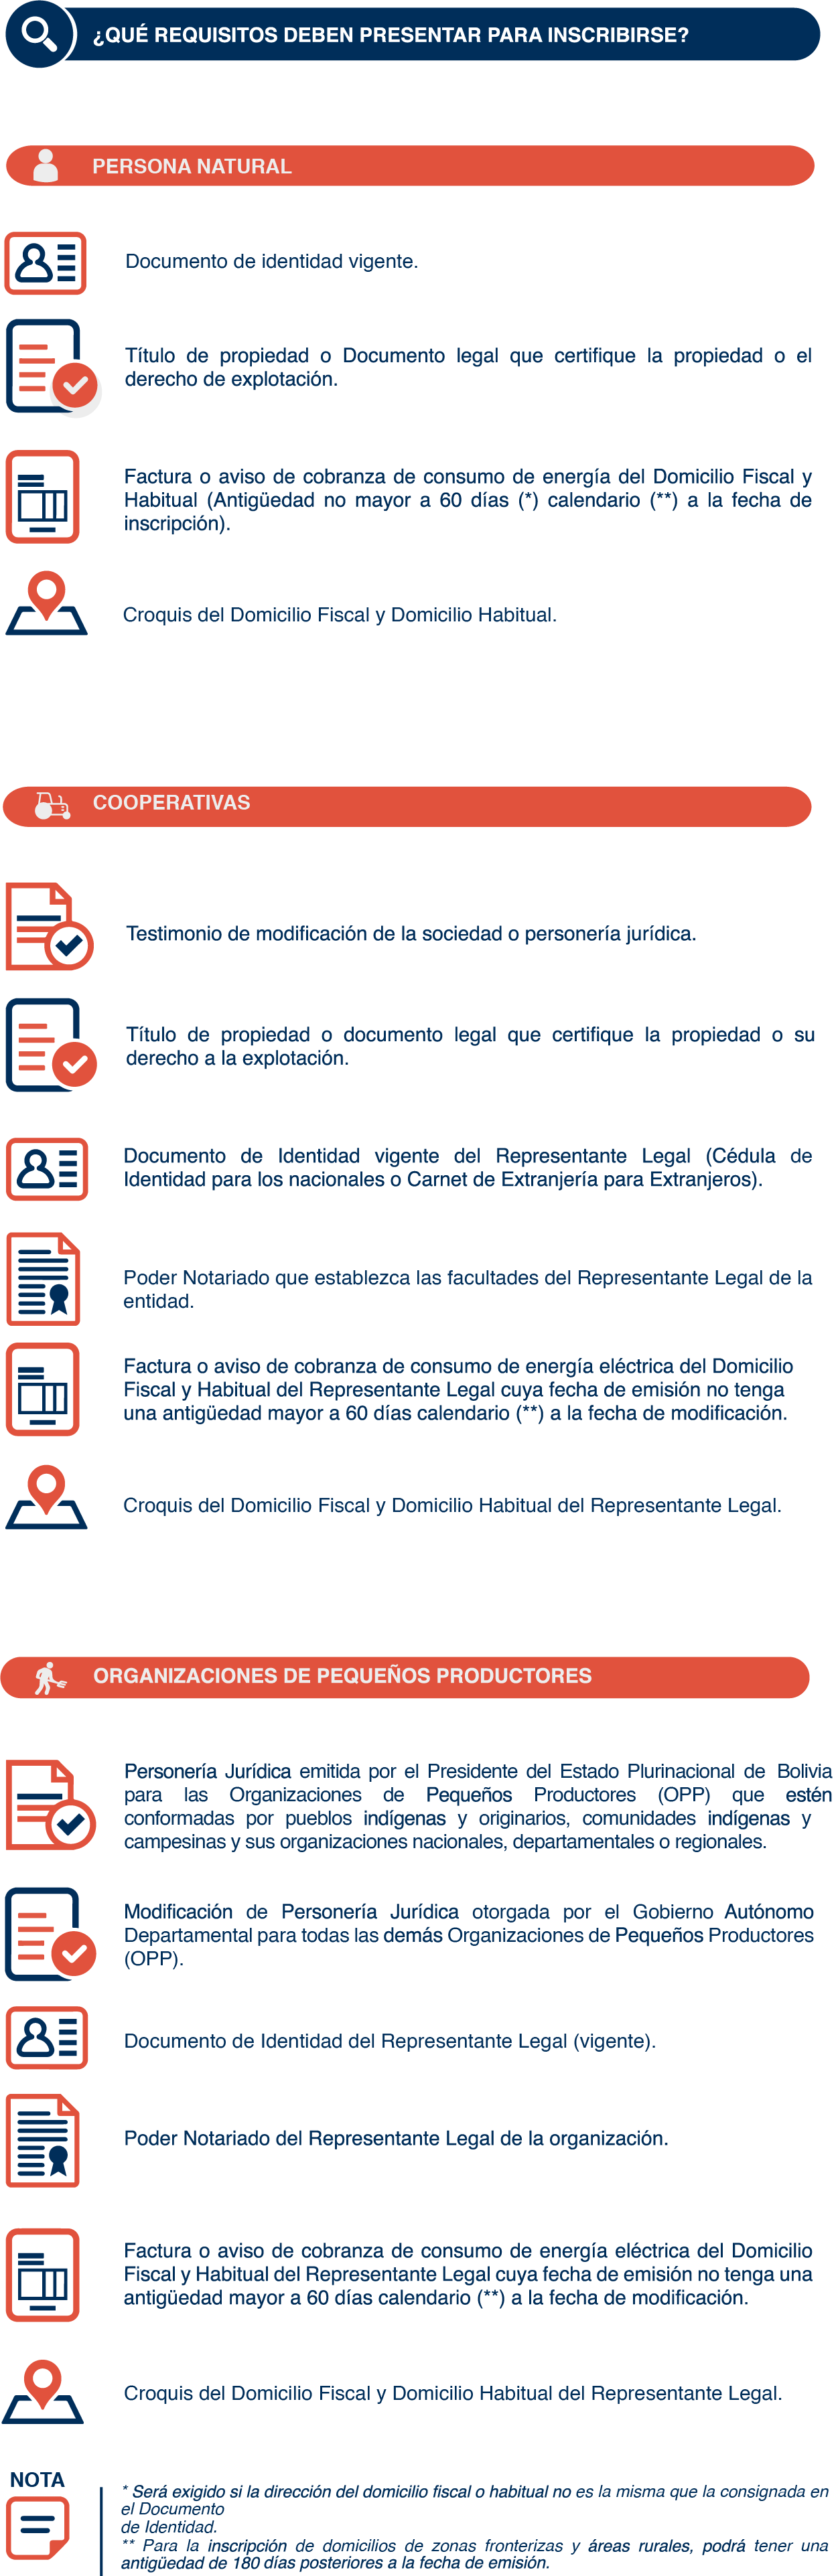 ¿QUÉ REQUISITOS DEBEN PRESENTAR PARA INSCRIBIRSE?
PERSONA NATURAL
Documento de identidad vigente.
Título de propiedad o Documento legal que certifique la propiedad o el
derecho de explotación.
Factura o aviso de cobranza de consumo de energía del Domicilio Fiscal y
Habitual (Antigüedad no mayor a 60 días (*) calendario (**) a la fecha de
inscripción).
Croquis del Domicilio Fiscal y Domicilio Habitual.
COOPERATIVAS
Testimonio de modificación de la sociedad o personería jurídica.
Título de propiedad o documento legal que certifique la propiedad o su
derecho a la explotación.
Documento de Identidad vigente del Representante Legal (Cédula de
Identidad para los nacionales o Carnet de Extranjería para Extranjeros).
Poder Notariado que establezca las facultades del Representante Legal de la
entidad.
Factura o aviso de cobranza de consumo de energía eléctrica del Domicilio
Fiscal y Habitual del Representante Legal cuya fecha de emisión no tenga
una antigüedad mayor a 60 días calendario (**) a la fecha de modificación.
Croquis del Domicilio Fiscal y Domicilio Habitual del Representante Legal.
ORGANIZACIONES DE PEQUEÑOS PRODUCTORES
Personería Jurídica emitida por el Presidente del Estado Plurinacional de Bolivia
para las Organizaciones de Pequeños Productores (OPP) que estén
conformadas por pueblos indígenas y originarios, comunidades indígenas y
campesinas y sus organizaciones nacionales, departamentales o regionales.
Modificación de Personería Jurídica otorgada por el Gobierno Autónomo
Departamental para todas las demás Organizaciones de Pequeños Productores
(OPP).
Documento de Identidad del Representante Legal (vigente).
Poder Notariado del Representante Legal de la organización.
Factura o aviso de cobranza de consumo de energía eléctrica del Domicilio
Fiscal y Habitual del Representante Legal cuya fecha de emisión no tenga una
antigüedad mayor a 60 días calendario (**) a la fecha de modificación.
Croquis del Domicilio Fiscal y Domicilio Habitual del Representante Legal.
NOTA
* Será exigido si la dirección del domicilio fiscal o habitual no es la misma que la consignada en
el Documento
de Identidad.
** Para la inscripción de domicilios de zonas fronterizas y áreas rurales, podrá tener una
antigüedad de 180 días posteriores a la fecha de emisión.